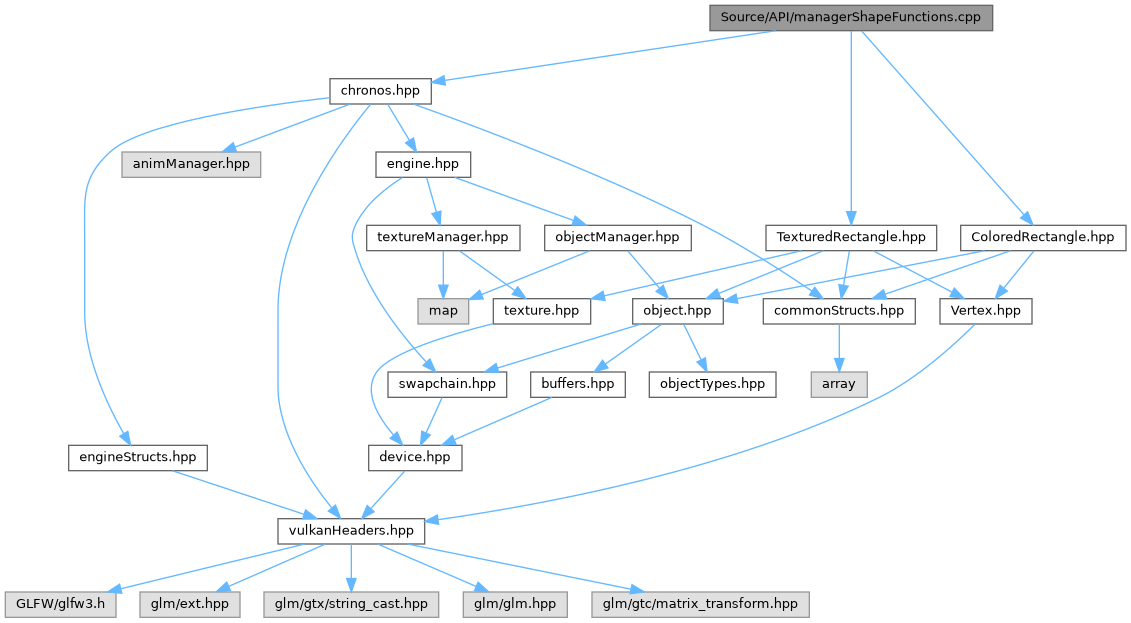 Source/API/managerShapeFunctions.cpp
chronos.hpp
animManager.hpp
engine.hpp
textureManager.hpp
objectManager.hpp
TexturedRectangle.hpp
ColoredRectangle.hpp
map
texture.hpp
object.hpp
commonStructs.hpp
Vertex.hpp
swapchain.hpp
buffers.hpp
objectTypes.hpp
array
engineStructs.hpp
device.hpp
vulkanHeaders.hpp
GLFW/glfw3.h
glm/ext.hpp
glm/gtx/string_cast.hpp
glm/glm.hpp
glm/gtc/matrix_transform.hpp